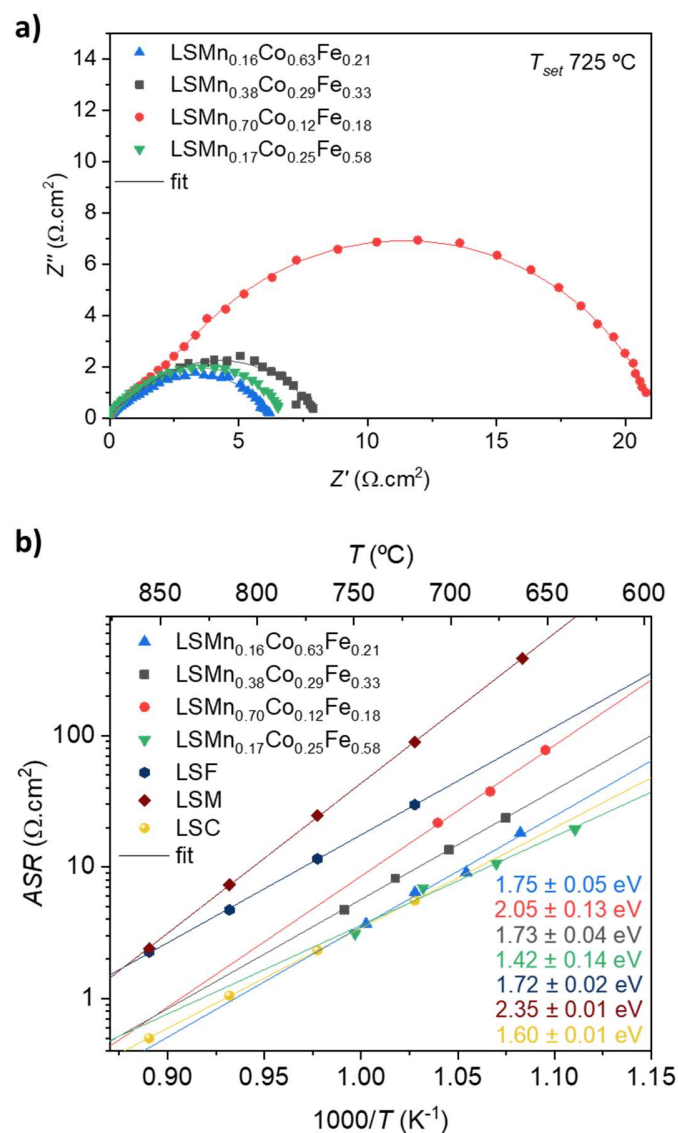 a)
14
12
10
8
6
4
2
0
Z″ (Ω.cm²)
LSMn₀.₁₆Co₀.₆₃Fe₀.₂₁
LSMn₀.₃₈Co₀.₂₉Fe₀.₃₃
LSMn₀.₇₀Co₀.₁₂Fe₀.₁₈
LSMn₀.₁₇Co₀.₂₅Fe₀.₅₈
fit
T_set 725 ºC
0 5 10 15 20
Z′ (Ω.cm²)
b)
T (ºC)
850 800 750 700 650 600
LSMn₀.₁₆Co₀.₆₃Fe₀.₂₁
LSMn₀.₃₈Co₀.₂₉Fe₀.₃₃
LSMn₀.₇₀Co₀.₁₂Fe₀.₁₈
LSMn₀.₁₇Co₀.₂₅Fe₀.₅₈
LSF
LSM
LSC
fit
100
10
1
ASR (Ω.cm²)
1.75 ± 0.05 eV
2.05 ± 0.13 eV
1.73 ± 0.04 eV
1.42 ± 0.14 eV
1.72 ± 0.02 eV
2.35 ± 0.01 eV
1.60 ± 0.01 eV
0.90 0.95 1.00 1.05 1.10 1.15
1000/T (K⁻¹)